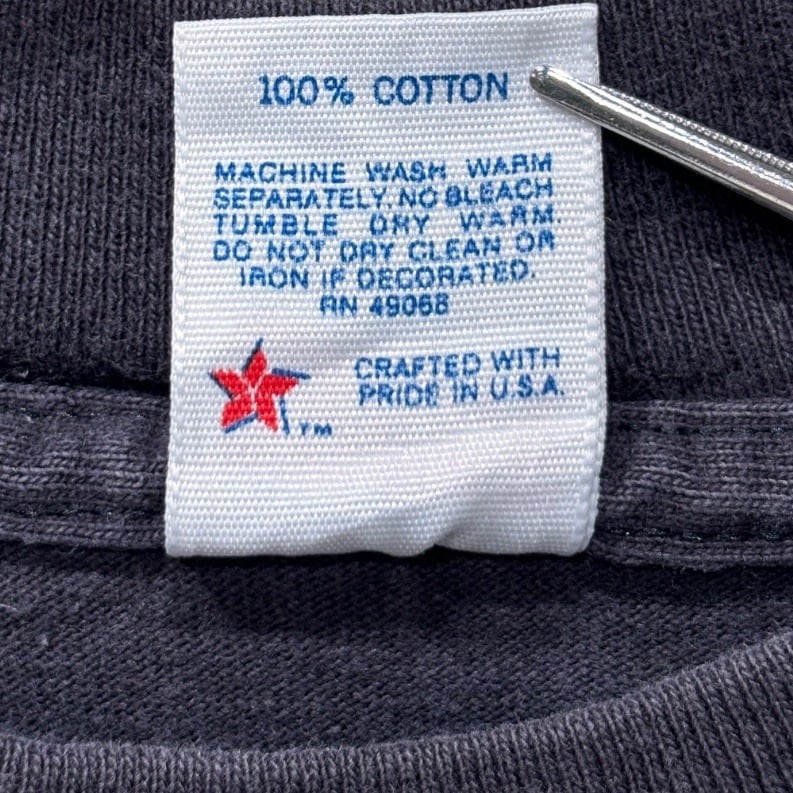 100% COTTON
MACHINE WASH WARM
SEPARATELY. NO BLEACH
TUMBLE DRY WARM.
DO NOT DRY CLEAN OR
IRON IF DECORATED.
RN 49068
CRAFTED WITH
PRIDE IN U.S.A.
TM